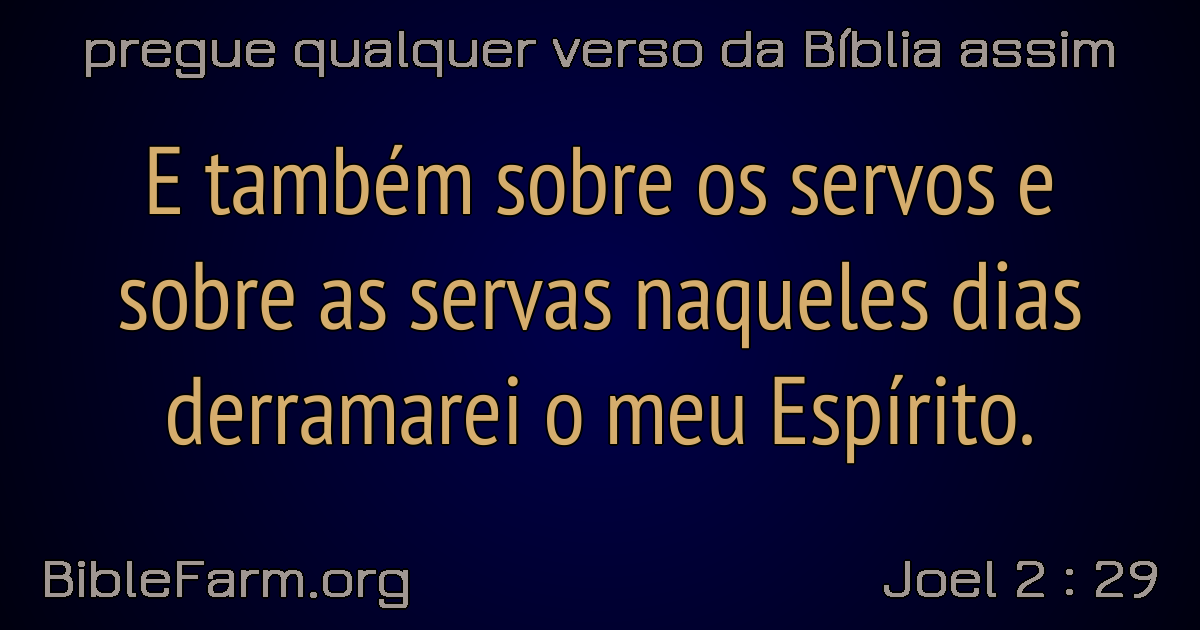 pregue qualquer verso da Bíblia assim
E também sobre os servos e
sobre as servas naqueles dias
derramarei o meu Espírito.
BibleFarm.org
Joel 2 : 29